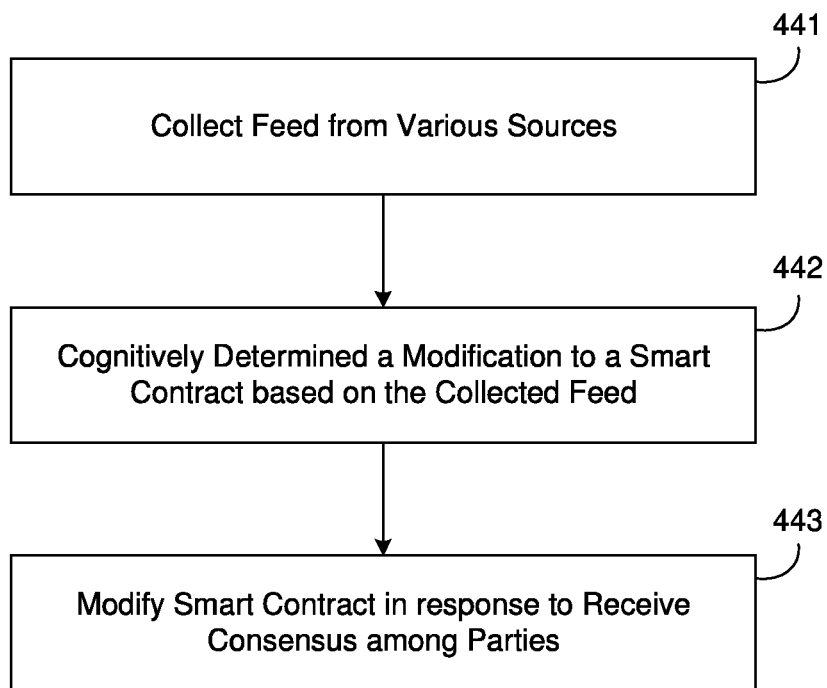 441
Collect Feed from Various Sources
442
Cognitively Determined a Modification to a Smart
Contract based on the Collected Feed
443
Modify Smart Contract in response to Receive
Consensus among Parties